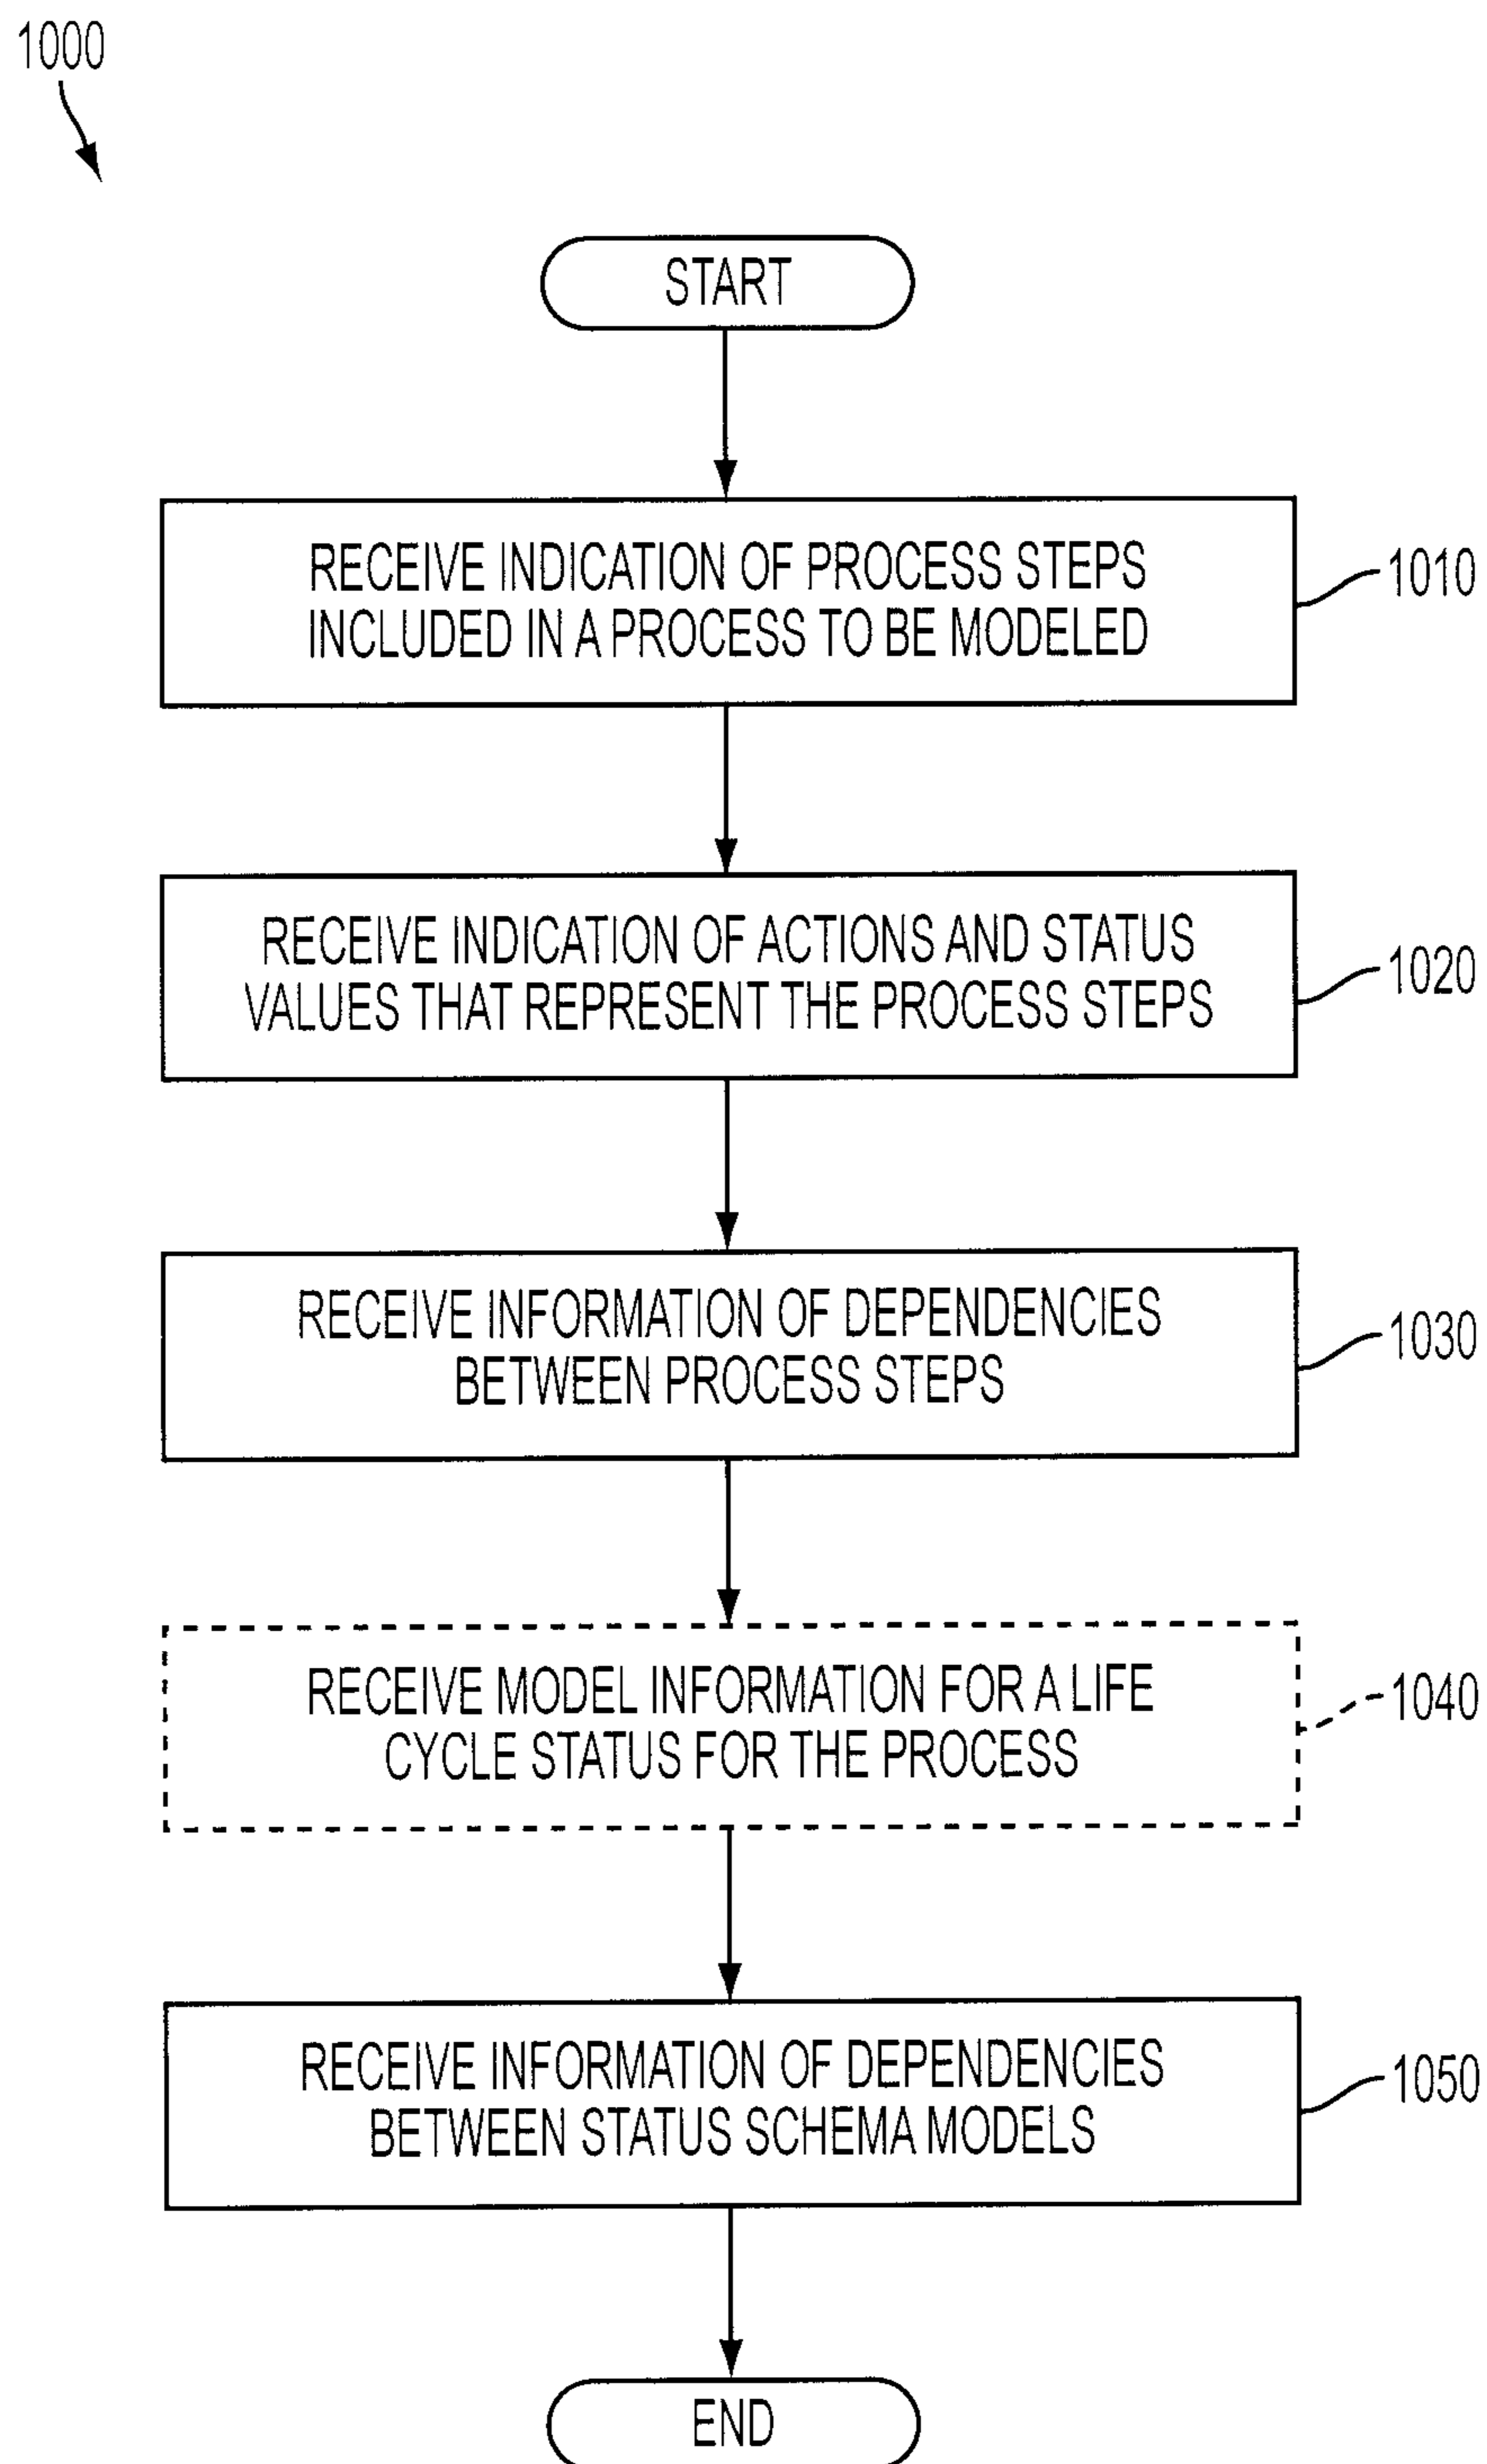 1000
START
RECEIVE INDICATION OF PROCESS STEPS
INCLUDED IN A PROCESS TO BE MODELED
1010
RECEIVE INDICATION OF ACTIONS AND STATUS
VALUES THAT REPRESENT THE PROCESS STEPS
1020
RECEIVE INFORMATION OF DEPENDENCIES
BETWEEN PROCESS STEPS
1030
RECEIVE MODEL INFORMATION FOR A LIFE
CYCLE STATUS FOR THE PROCESS
1040
RECEIVE INFORMATION OF DEPENDENCIES
BETWEEN STATUS SCHEMA MODELS
1050
END